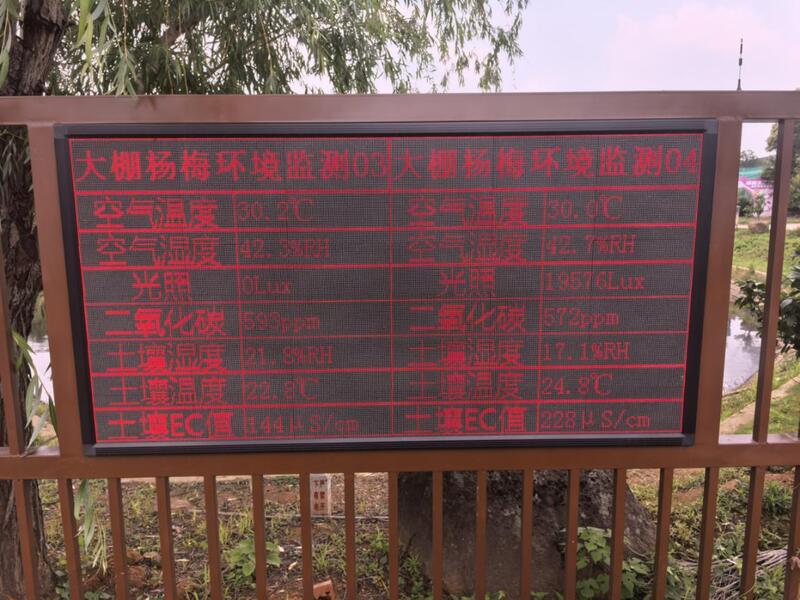 大棚杨梅环境监测03 大棚杨梅环境监测04
空气温度 30.2℃ 空气温度 30.0℃
空气湿度 42.3%RH 空气湿度 42.7%RH
光照 0Lux 光照 19576Lux
二氧化碳 593ppm 二氧化碳 572ppm
土壤湿度 21.8%RH 土壤湿度 17.1%RH
土壤温度 22.8℃ 土壤温度 24.8℃
土壤EC值 144μS/cm 土壤EC值 228μS/cm